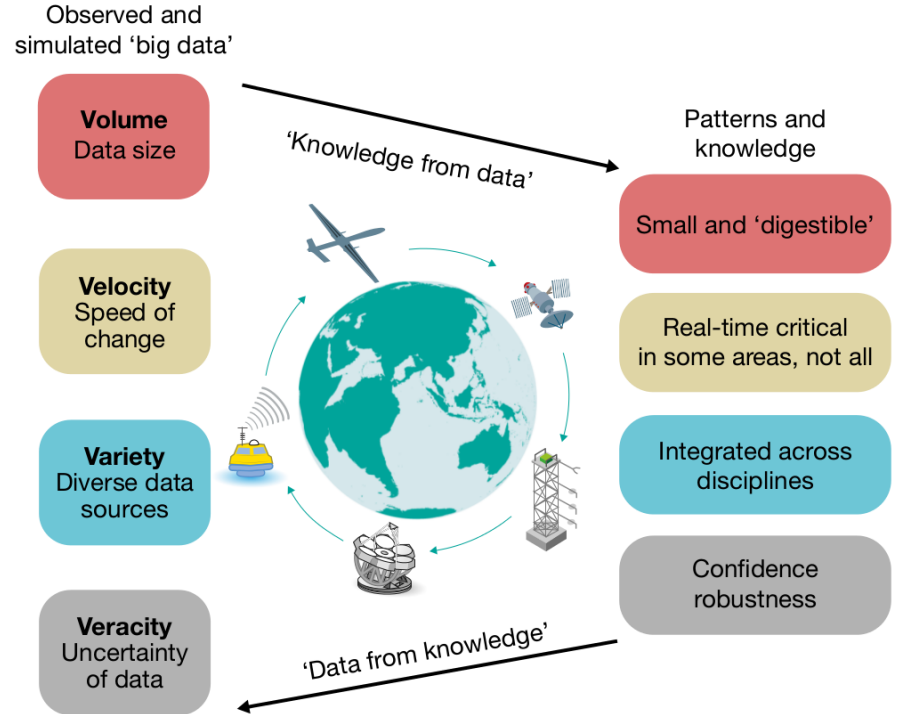 Observed and
simulated ‘big data’
Volume
Data size
Velocity
Speed of
change
Variety
Diverse data
sources
Veracity
Uncertainty
of data
‘Knowledge from data’
‘Data from knowledge’
Patterns and
knowledge
Small and ‘digestible’
Real-time critical
in some areas, not all
Integrated across
disciplines
Confidence
robustness